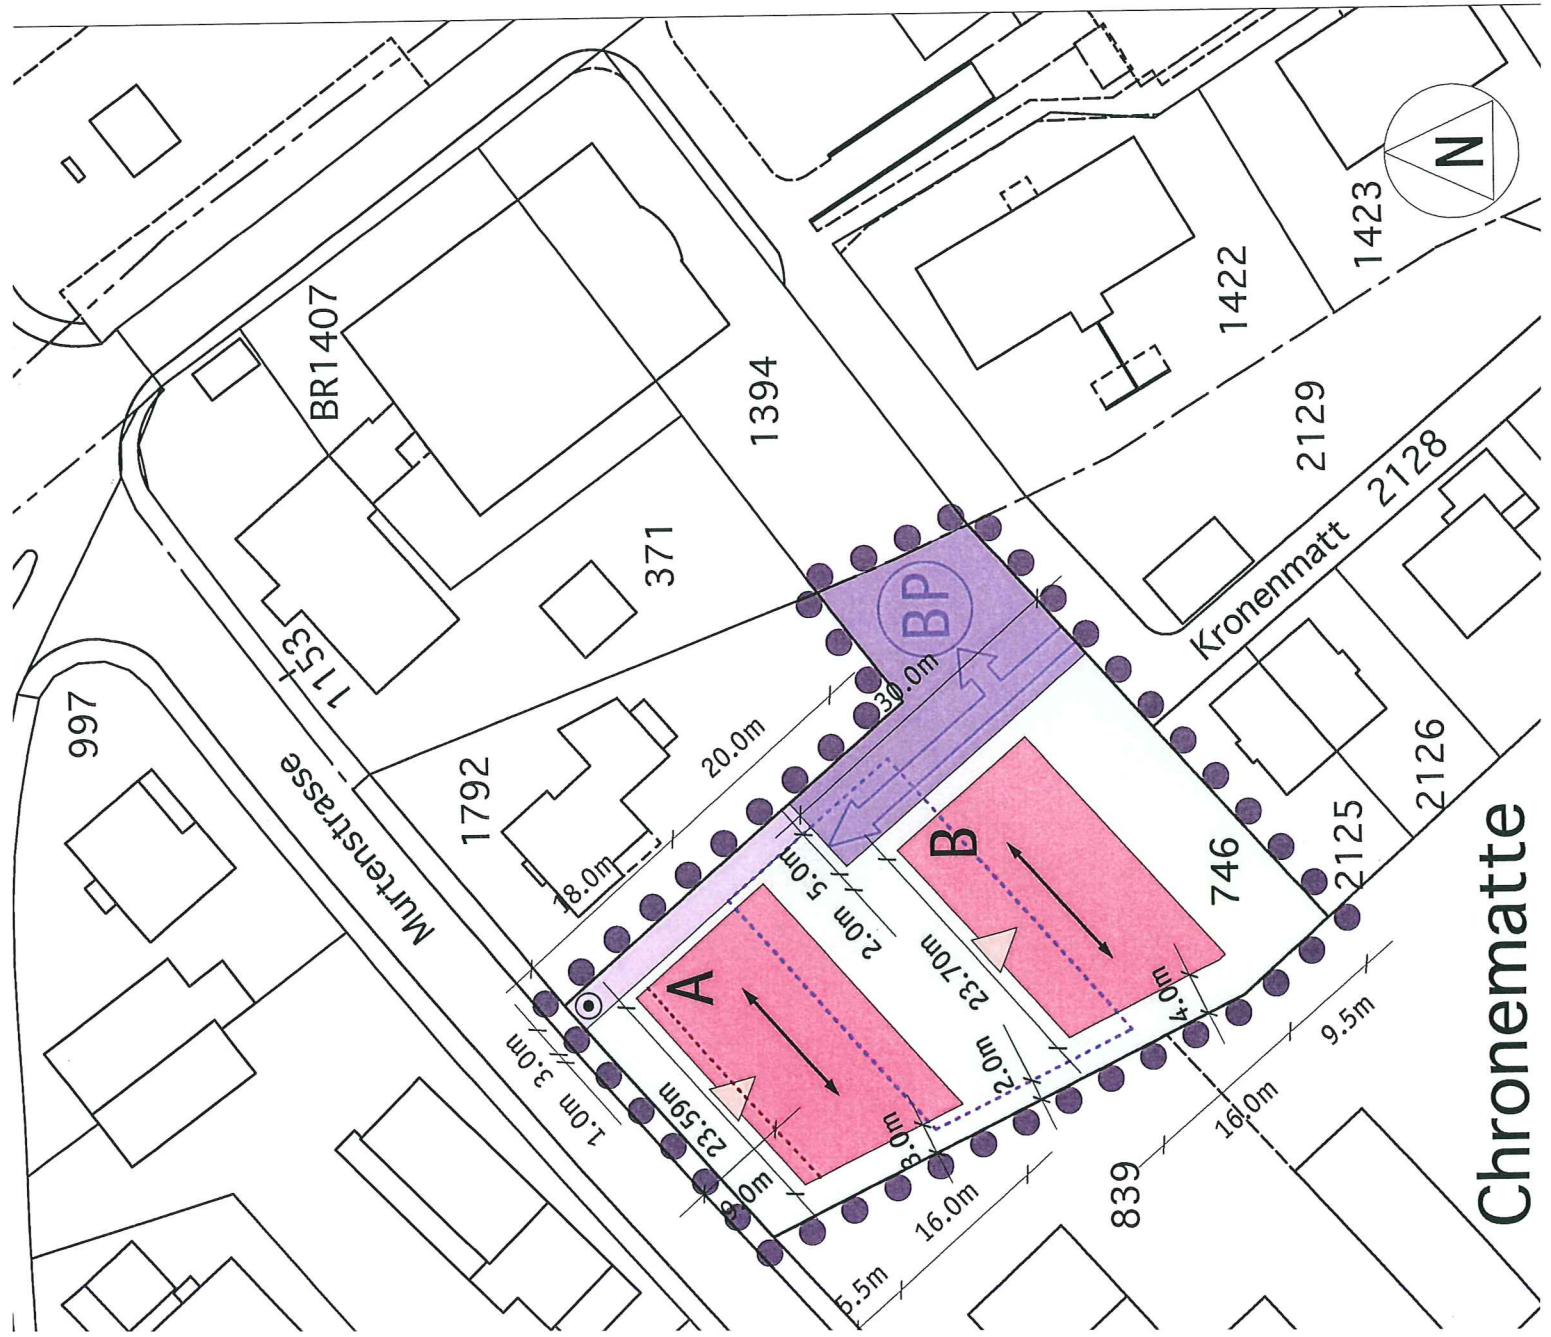 N
1423
1422
BR1407
1394
2129
2128
Kronenmatt
371
BP
1153
997
Murtenstrasse
1792
20.0m
30.0m
18.0m
5.0m
2.0m
B
A
746
2126
2125
23.70m
4.0m
2.0m
9.5m
3.0m
1.0m
23.59m
3.0m
16.0m
16.0m
839
5.5m
Chronematte